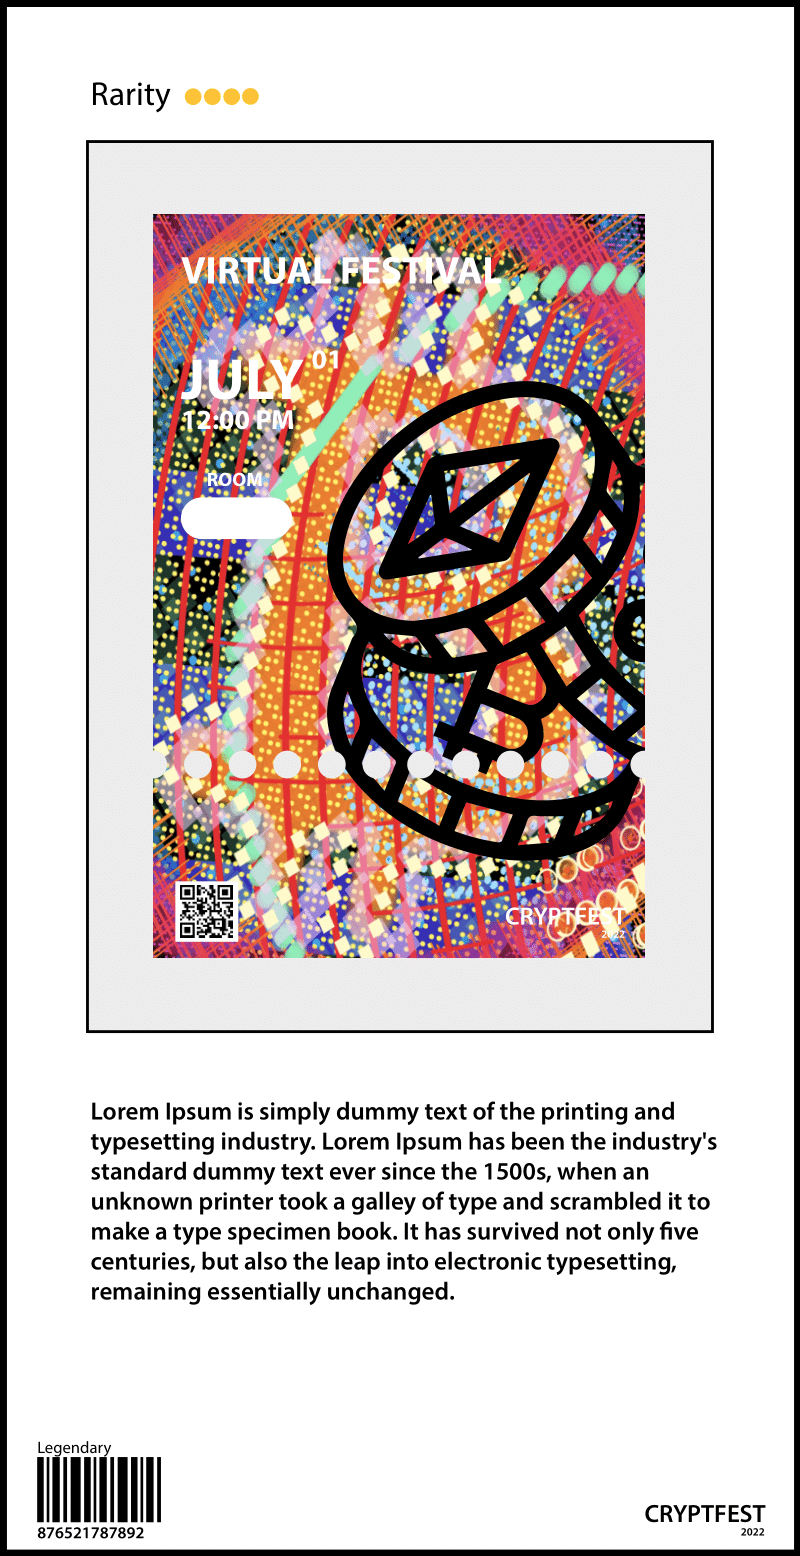 Rarity
VIRTUAL FESTIVAL
JULY 01
12:00 PM
ROOM
CRYPTFEST
2022
Lorem Ipsum is simply dummy text of the printing and
typesetting industry. Lorem Ipsum has been the industry's
standard dummy text ever since the 1500s, when an
unknown printer took a galley of type and scrambled it to
make a type specimen book. It has survived not only five
centuries, but also the leap into electronic typesetting,
remaining essentially unchanged.
Legendary
876521787892
CRYPTFEST
2022